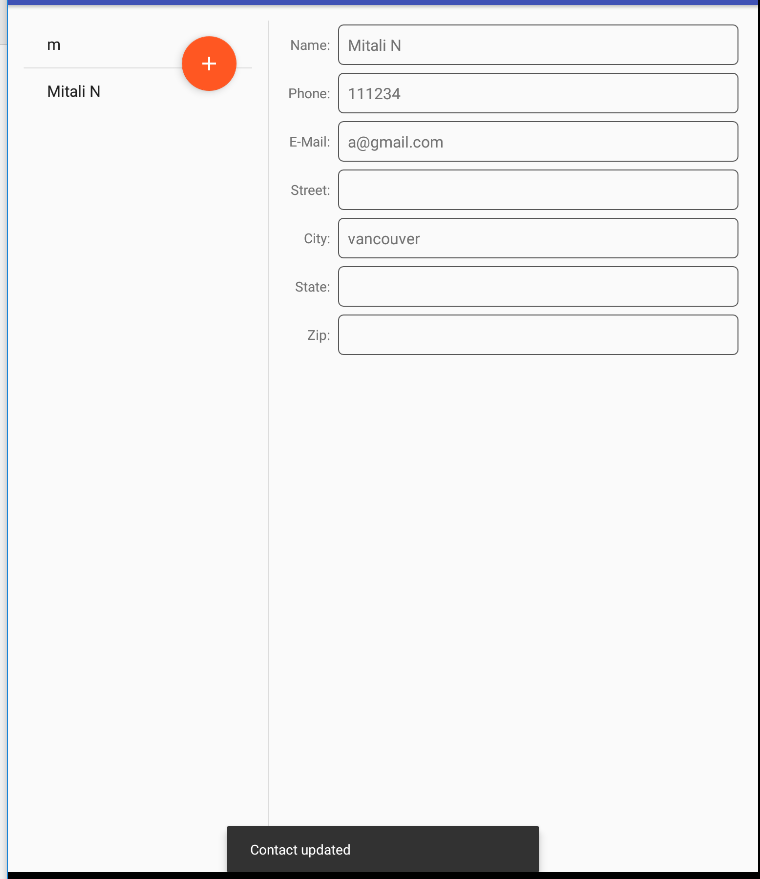 m
+
Mitali N
Name: Mitali N
Phone: 111234
E-Mail: a@gmail.com
Street:
City: vancouver
State:
Zip:
Contact updated